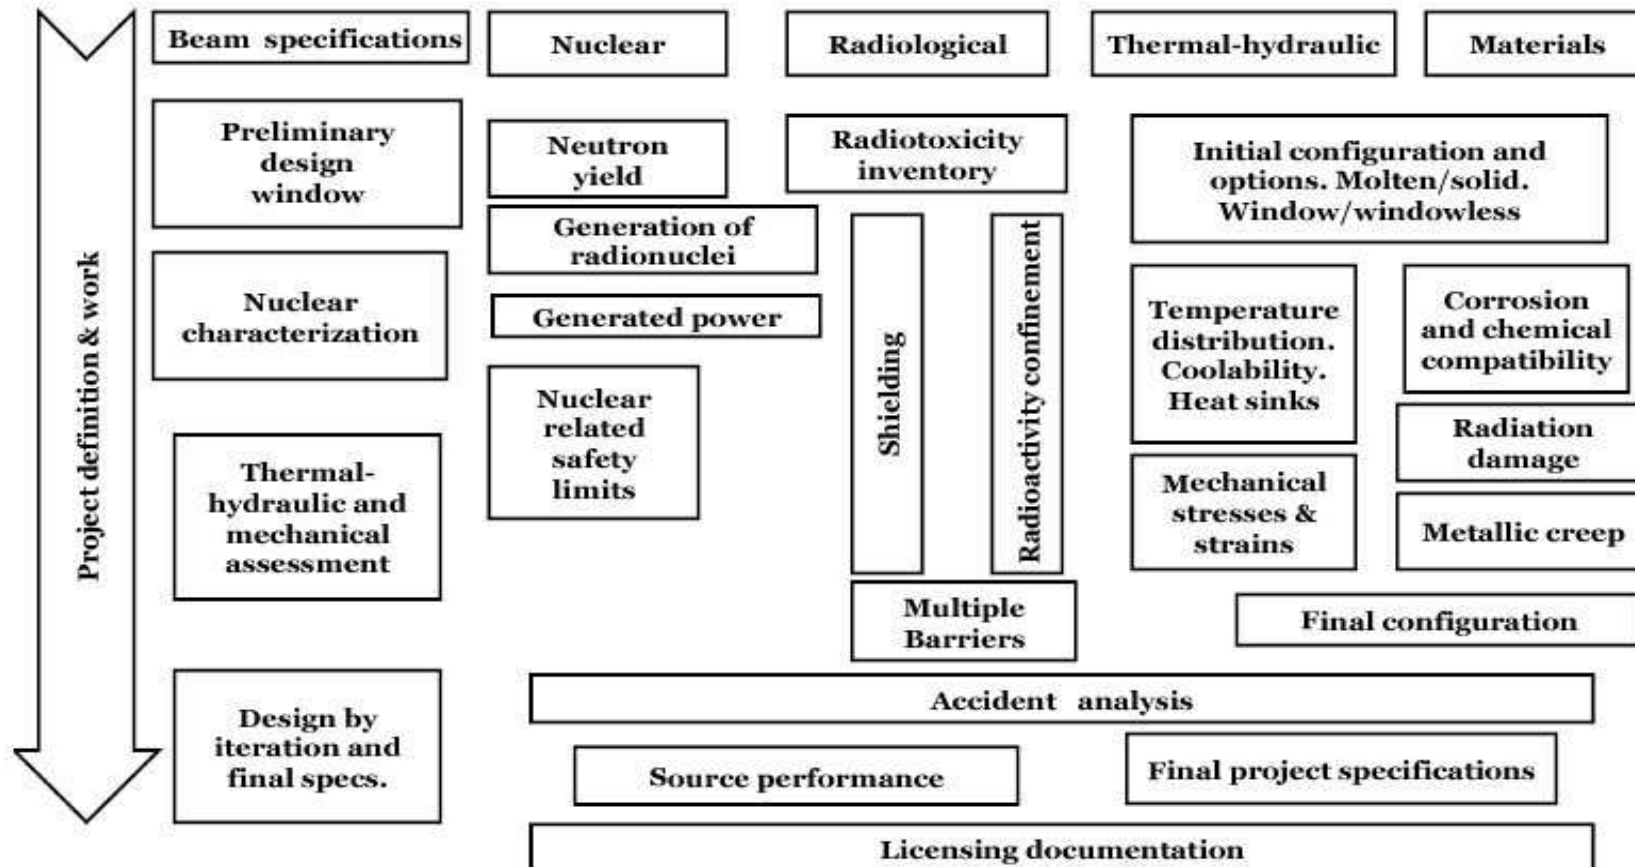 Beam specifications
Nuclear
Radiological
Thermal-hydraulic
Materials
Project definition & work
Preliminary
design
window
Nuclear
characterization
Thermal-
hydraulic and
mechanical
assessment
Design by
iteration and
final specs.
Neutron
yield
Generation of
radionuclei
Generated power
Nuclear
related
safety
limits
Radiotoxicity
inventory
Shielding
Radioactivity confinement
Multiple
Barriers
Initial configuration and
options. Molten/solid.
Window/windowless
Temperature
distribution.
Coolability.
Heat sinks
Mechanical
stresses &
strains
Corrosion
and chemical
compatibility
Radiation
damage
Metallic creep
Final configuration
Accident analysis
Source performance
Final project specifications
Licensing documentation